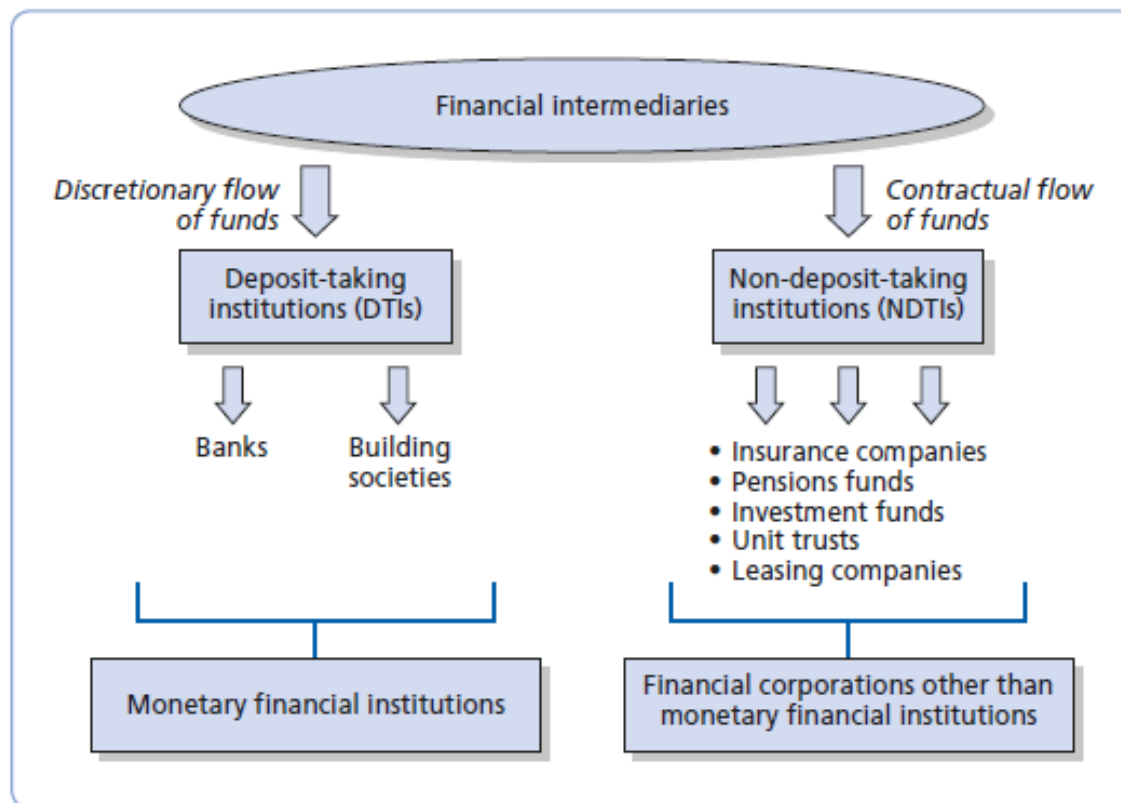 Financial intermediaries
Discretionary flow
of funds
Contractual flow
of funds
Deposit-taking
institutions (DTIs)
Non-deposit-taking
institutions (NDTIs)
Banks
Building
societies
• Insurance companies
• Pensions funds
• Investment funds
• Unit trusts
• Leasing companies
Monetary financial institutions
Financial corporations other than
monetary financial institutions